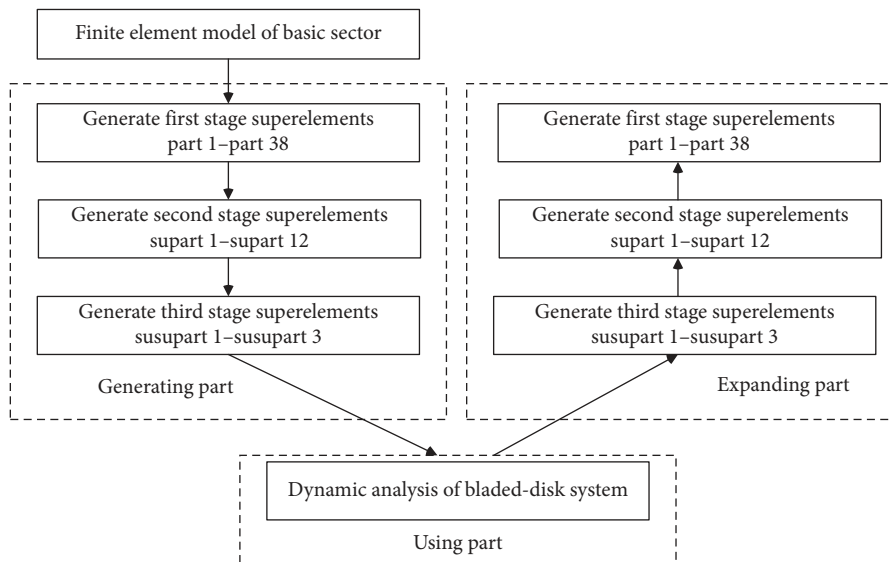 Finite element model of basic sector
Generate first stage superelements
part 1–part 38
Generate second stage superelements
supart 1–supart 12
Generate third stage superelements
susupart 1–susupart 3
Generating part
Generate first stage superelements
part 1–part 38
Generate second stage superelements
supart 1–supart 12
Generate third stage superelements
susupart 1–susupart 3
Expanding part
Dynamic analysis of bladed-disk system
Using part